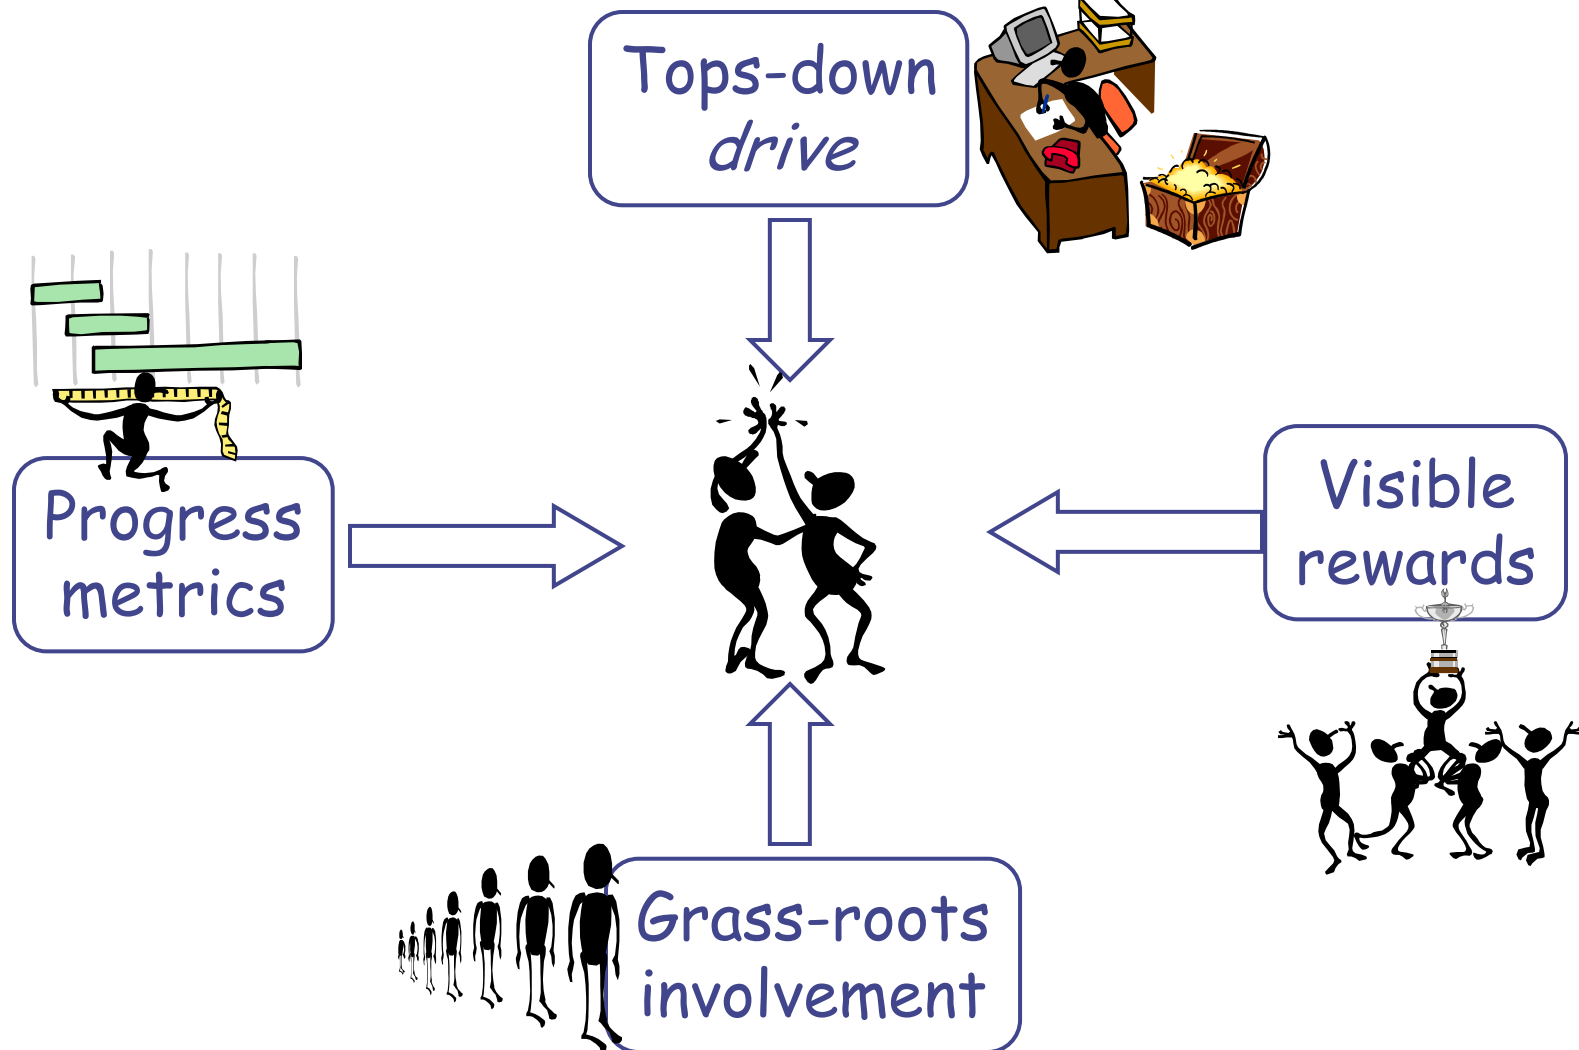 Tops-down
drive
Progress
metrics
Visible
rewards
Grass-roots
involvement